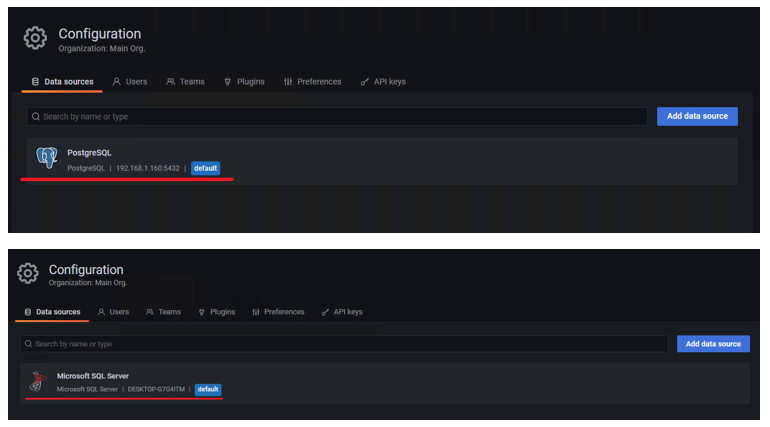 Configuration
Organization: Main Org.
Data sources Users Teams Plugins Preferences API keys
Search by name or type Add data source
PostgreSQL
PostgreSQL | 192.168.1.160:5432 | default
Configuration
Organization: Main Org.
Data sources Users Teams Plugins Preferences API keys
Search by name or type Add data source
Microsoft SQL Server
Microsoft SQL Server | DESKTOP-G7G4ITM | default